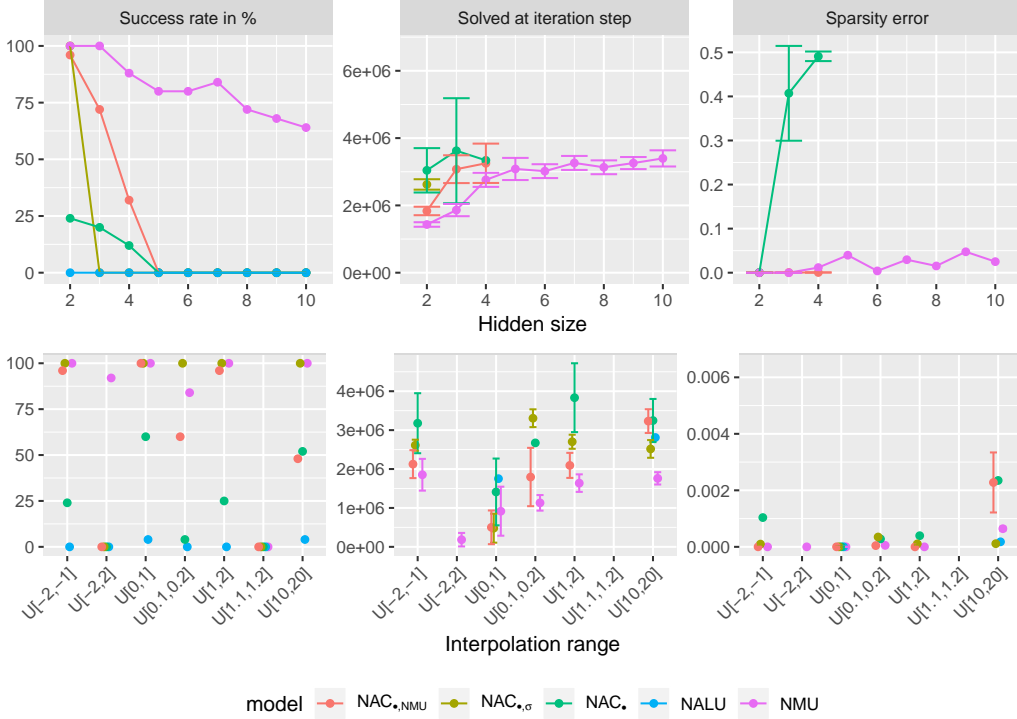 Success rate in %
Solved at iteration step
Sparsity error
100
75
50
25
0
2 4 6 8 10
6e+06
4e+06
2e+06
0e+00
2 4 6 8 10
0.5
0.4
0.3
0.2
0.1
0.0
2 4 6 8 10
Hidden size
100
75
50
25
0
U[-2,-1] U[-2,2] U[0,1] U[0.1,0.2] U[1,2] U[1.1,1.2] U[10,20]
4e+06
3e+06
2e+06
1e+06
0e+00
U[-2,-1] U[-2,2] U[0,1] U[0.1,0.2] U[1,2] U[1.1,1.2] U[10,20]
0.006
0.004
0.002
0.000
U[-2,-1] U[-2,2] U[0,1] U[0.1,0.2] U[1,2] U[1.1,1.2] U[10,20]
Interpolation range
model NAC•,NMU NAC•,σ NAC• NALU NMU